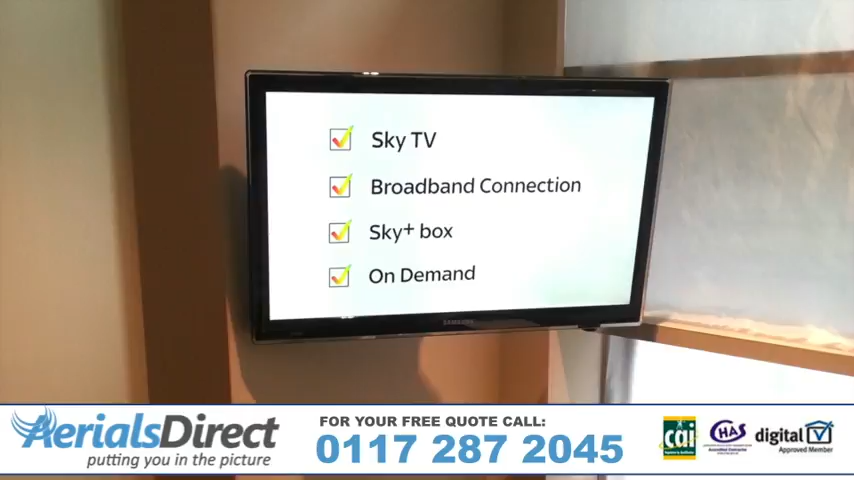 Sky TV
Broadband Connection
Sky+ box
On Demand
SAMSUNG
AerialsDirect
putting you in the picture
FOR YOUR FREE QUOTE CALL:
0117 287 2045
cai
CHAS
digital
Approved Member